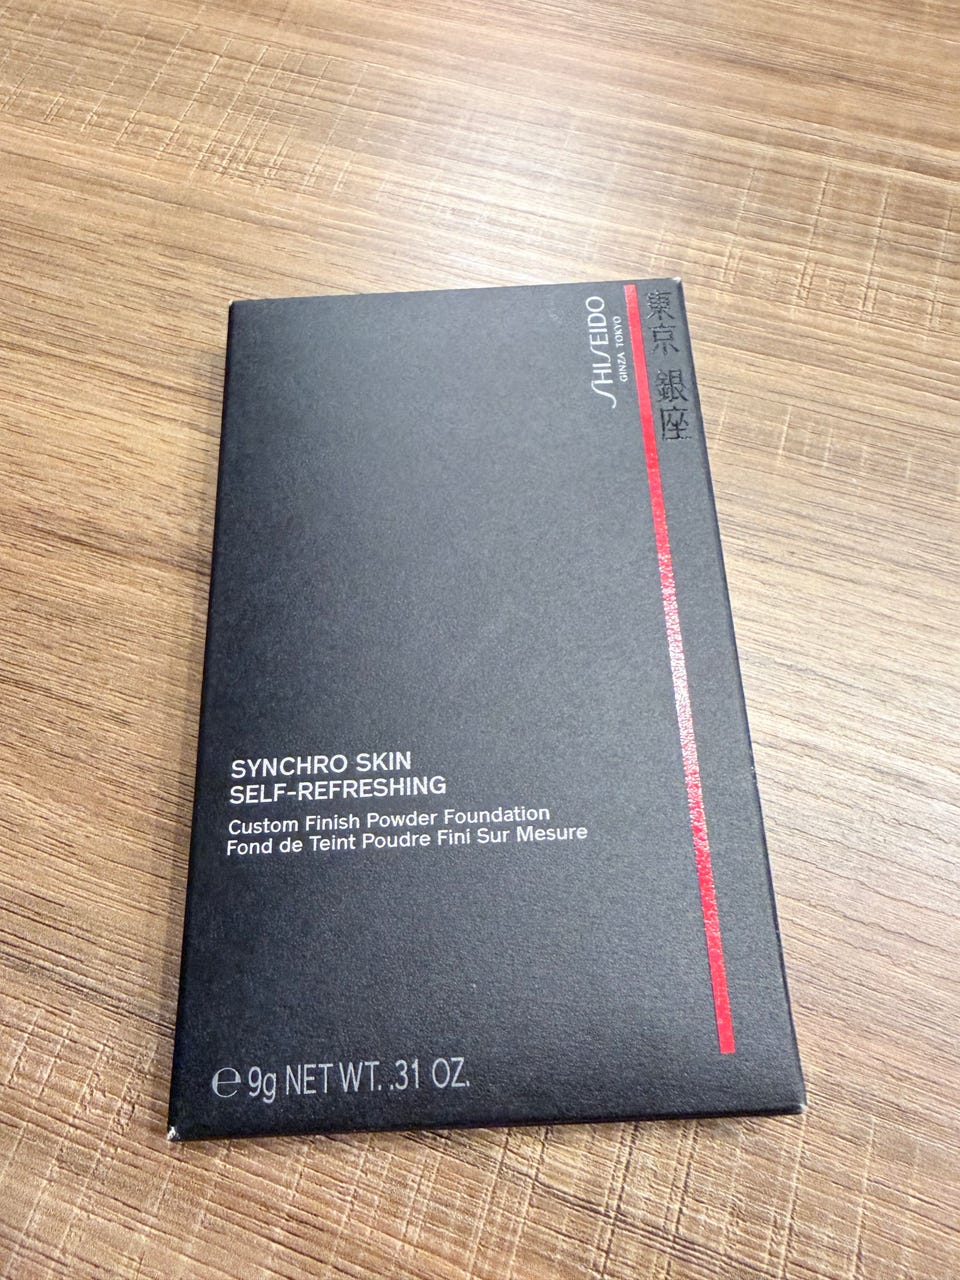 SHISEIDO
GINZA TOKYO
東京 銀座
SYNCHRO SKIN
SELF-REFRESHING
Custom Finish Powder Foundation
Fond de Teint Poudre Fini Sur Mesure
℮ 9g NET WT. .31 OZ.